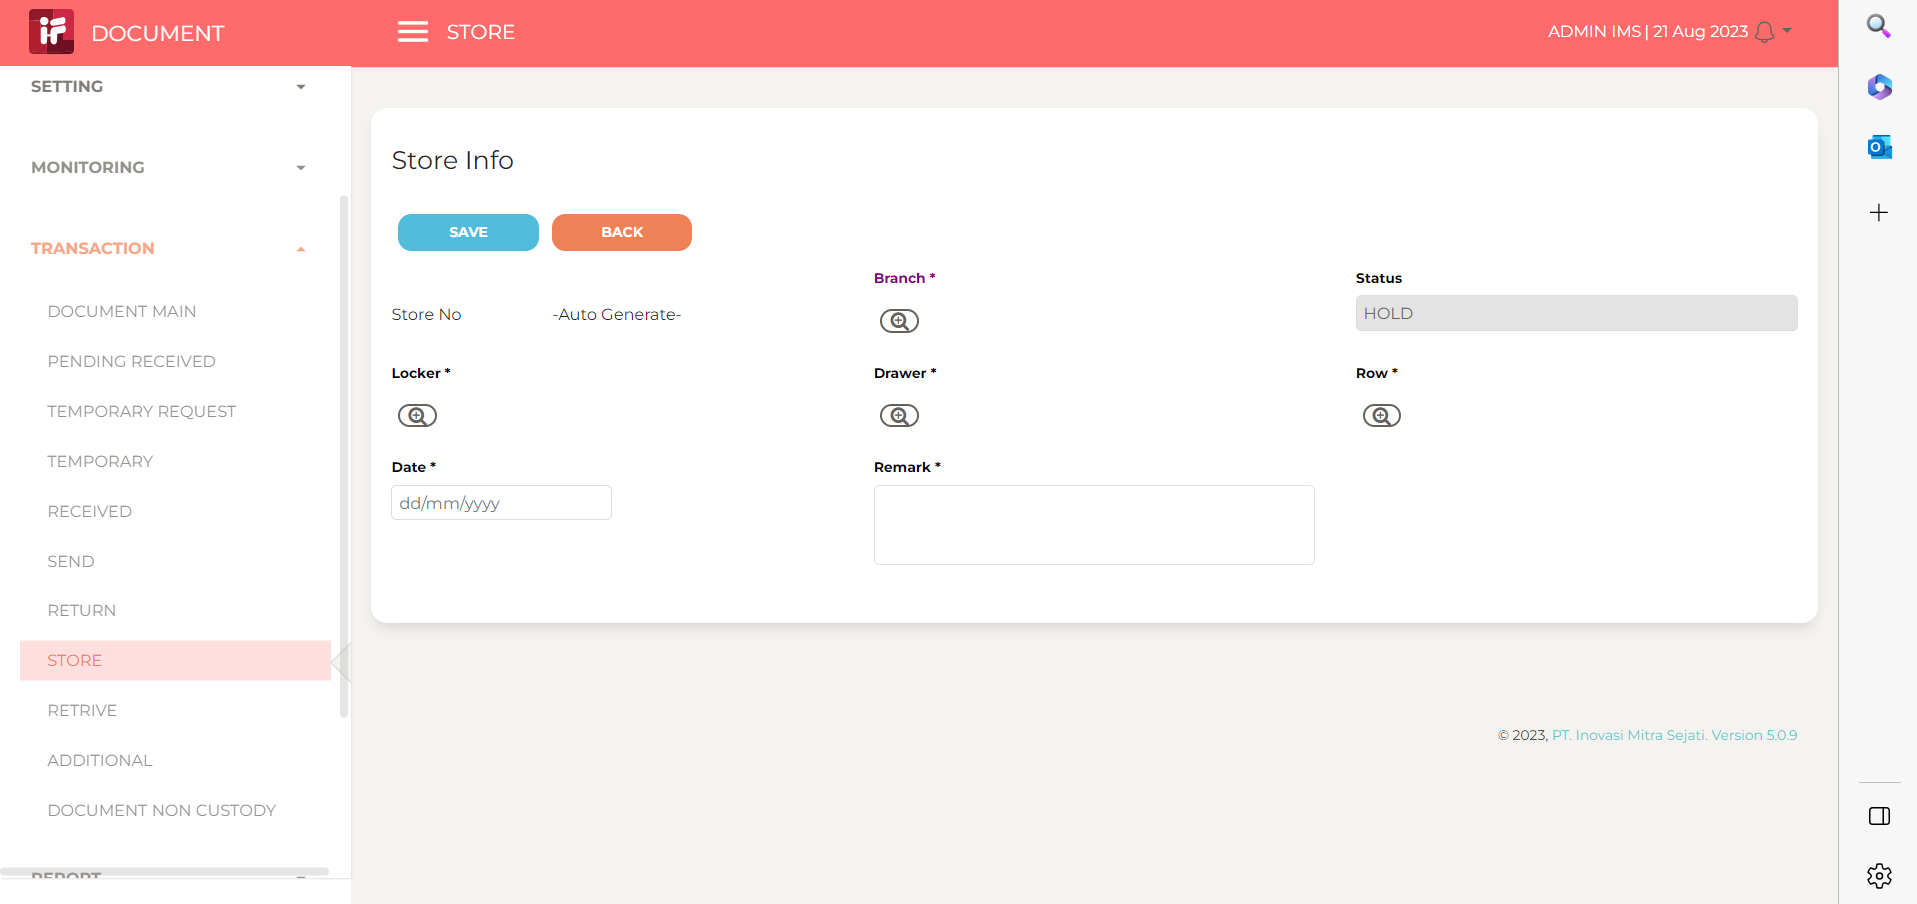 DOCUMENT
STORE
ADMIN IMS | 21 Aug 2023
SETTING
MONITORING
TRANSACTION
DOCUMENT MAIN
PENDING RECEIVED
TEMPORARY REQUEST
TEMPORARY
RECEIVED
SEND
RETURN
STORE
RETRIVE
ADDITIONAL
DOCUMENT NON CUSTODY
REPORT
Store Info
SAVE BACK
Store No -Auto Generate-
Branch *
Status
HOLD
Locker *
Drawer *
Row *
Date *
dd/mm/yyyy
Remark *
© 2023, PT. Inovasi Mitra Sejati. Version 5.0.9